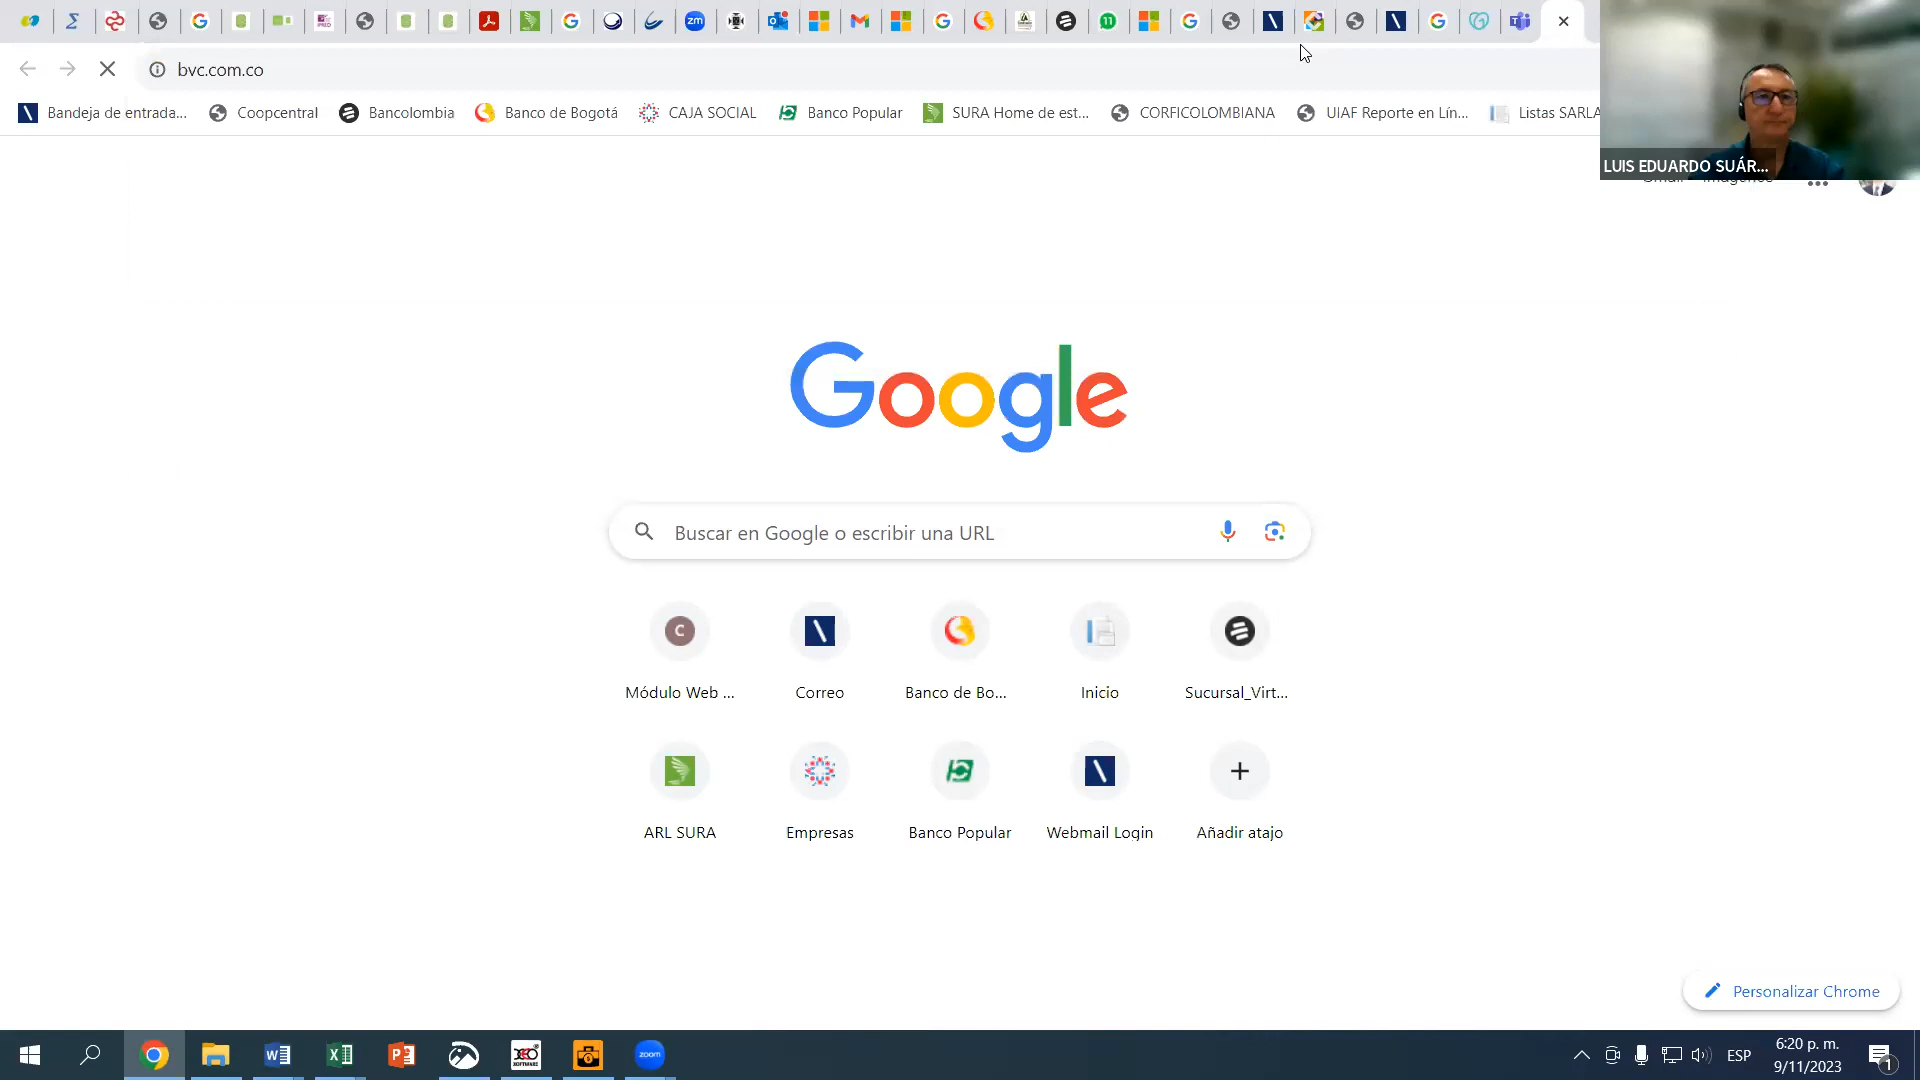 bvc.com.co
Bandeja de entrada... Coopcentral Bancolombia Banco de Bogotá CAJA SOCIAL Banco Popular SURA Home de est... CORFICOLOMBIANA UIAF Reporte en Lín... Listas SARLA
LUIS EDUARDO SUÁR...
Google
Buscar en Google o escribir una URL
C
Módulo Web ... Correo Banco de Bo... Inicio Sucursal_Virt...
ARL SURA Empresas Banco Popular Webmail Login Añadir atajo
Personalizar Chrome
zoom
ESP
6:20 p. m.
9/11/2023
1